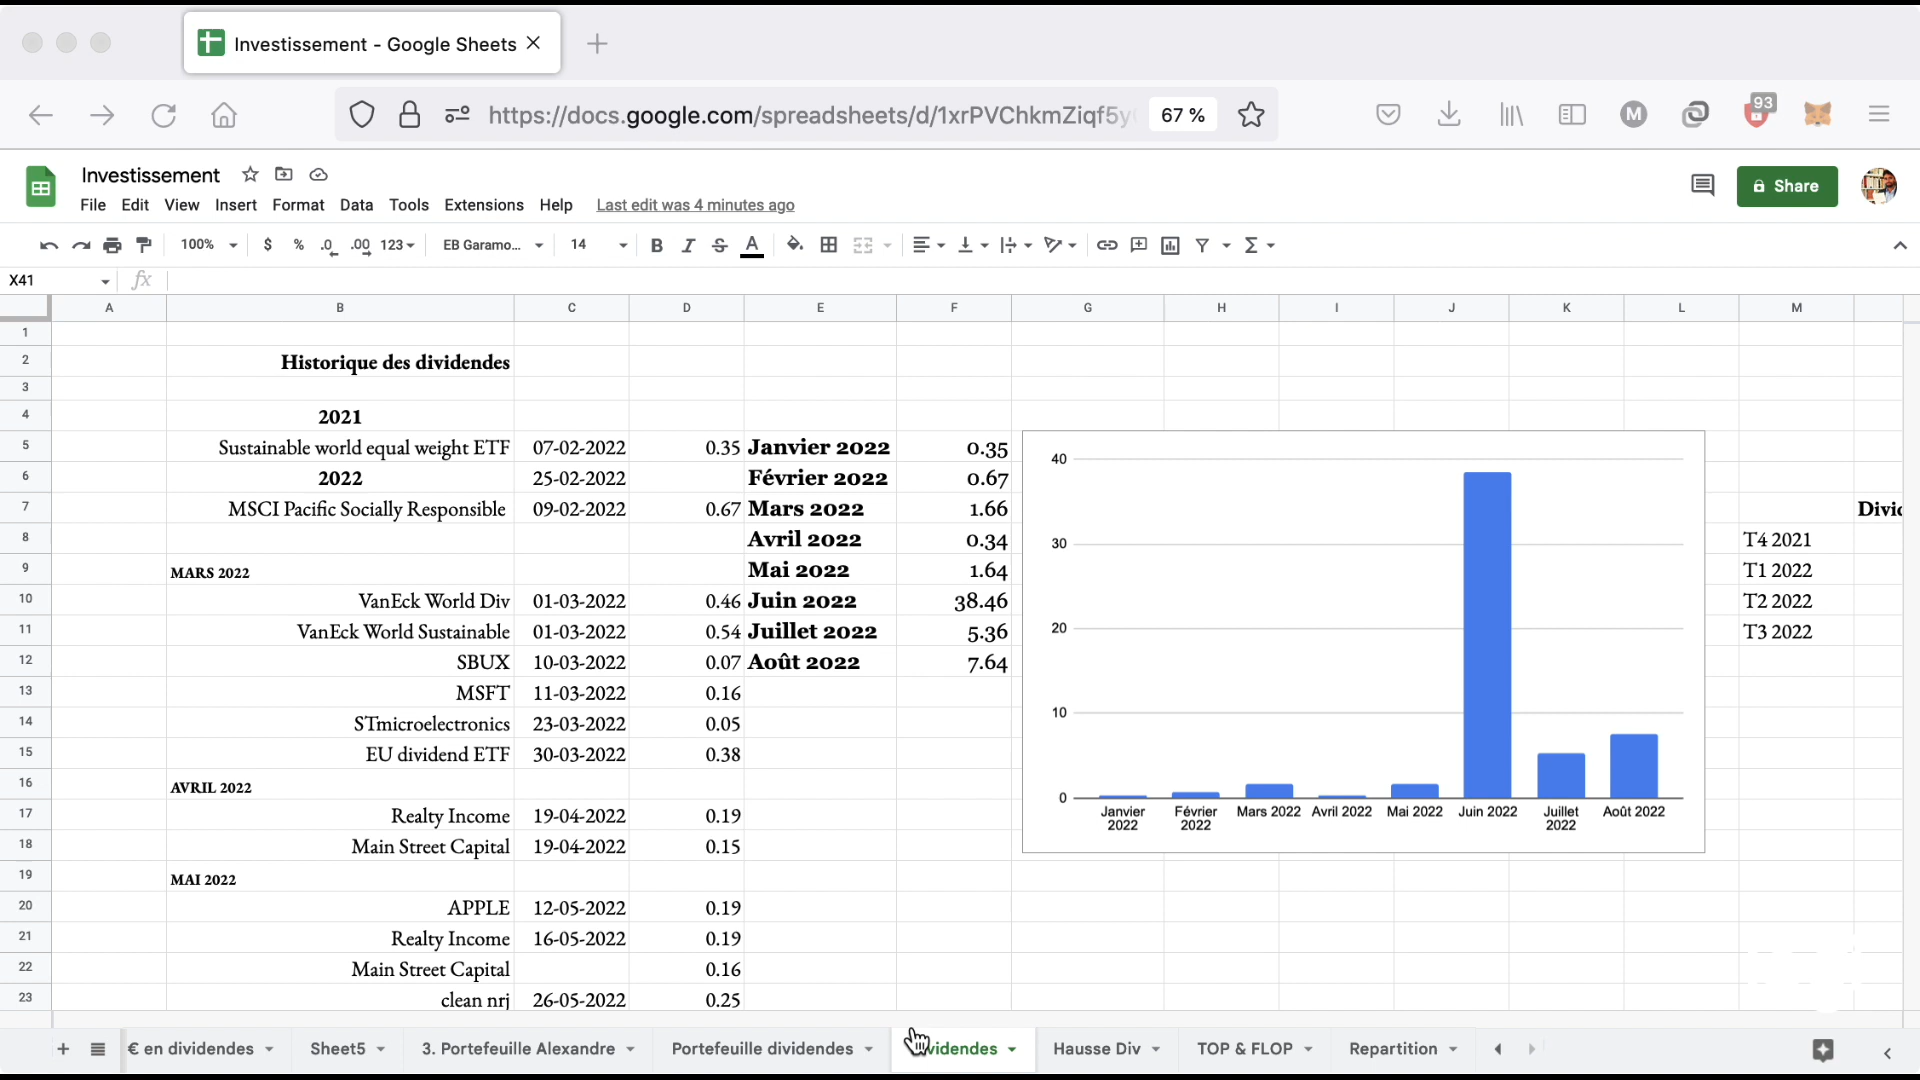 Investissement - Google Sheets
https://docs.google.com/spreadsheets/d/1xrPVChkmZiqf5y
67 %
93
M
Investissement
File Edit View Insert Format Data Tools Extensions Help Last edit was 4 minutes ago
Share
100% $ % .0 .00 123 EB Garamo... 14 B I S A
X41 fx
A B C D E F G H I J K L M
1
2 Historique des dividendes
3
4 2021
5 Sustainable world equal weight ETF 07-02-2022 0.35 Janvier 2022 0.35
6 2022 25-02-2022 Février 2022 0.67
7 MSCI Pacific Socially Responsible 09-02-2022 0.67 Mars 2022 1.66
8 Avril 2022 0.34 T4 2021
9 MARS 2022 Mai 2022 1.64 T1 2022
10 VanEck World Div 01-03-2022 0.46 Juin 2022 38.46 T2 2022
11 VanEck World Sustainable 01-03-2022 0.54 Juillet 2022 5.36 T3 2022
12 SBUX 10-03-2022 0.07 Août 2022 7.64
13 MSFT 11-03-2022 0.16
14 STmicroelectronics 23-03-2022 0.05
15 EU dividend ETF 30-03-2022 0.38
16 AVRIL 2022
17 Realty Income 19-04-2022 0.19
18 Main Street Capital 19-04-2022 0.15
19 MAI 2022
20 APPLE 12-05-2022 0.19
21 Realty Income 16-05-2022 0.19
22 Main Street Capital 0.16
23 clean nrj 26-05-2022 0.25
40
30
20
10
0
Janvier 2022 Février 2022 Mars 2022 Avril 2022 Mai 2022 Juin 2022 Juillet 2022 Août 2022
€ en dividendes Sheet5 3. Portefeuille Alexandre Portefeuille dividendes videndes Hausse Div TOP & FLOP Repartition